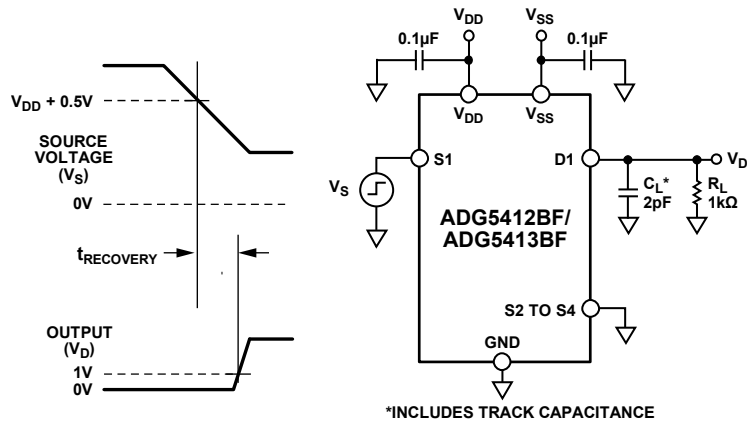 V_DD + 0.5V
SOURCE
VOLTAGE
(V_S)
0V
t_RECOVERY
OUTPUT
(V_D)
1V
0V
V_DD
V_SS
0.1µF
0.1µF
V_DD
V_SS
S1
D1
V_D
V_S
C_L*
2pF
R_L
1kΩ
ADG5412BF/
ADG5413BF
S2 TO S4
GND
*INCLUDES TRACK CAPACITANCE